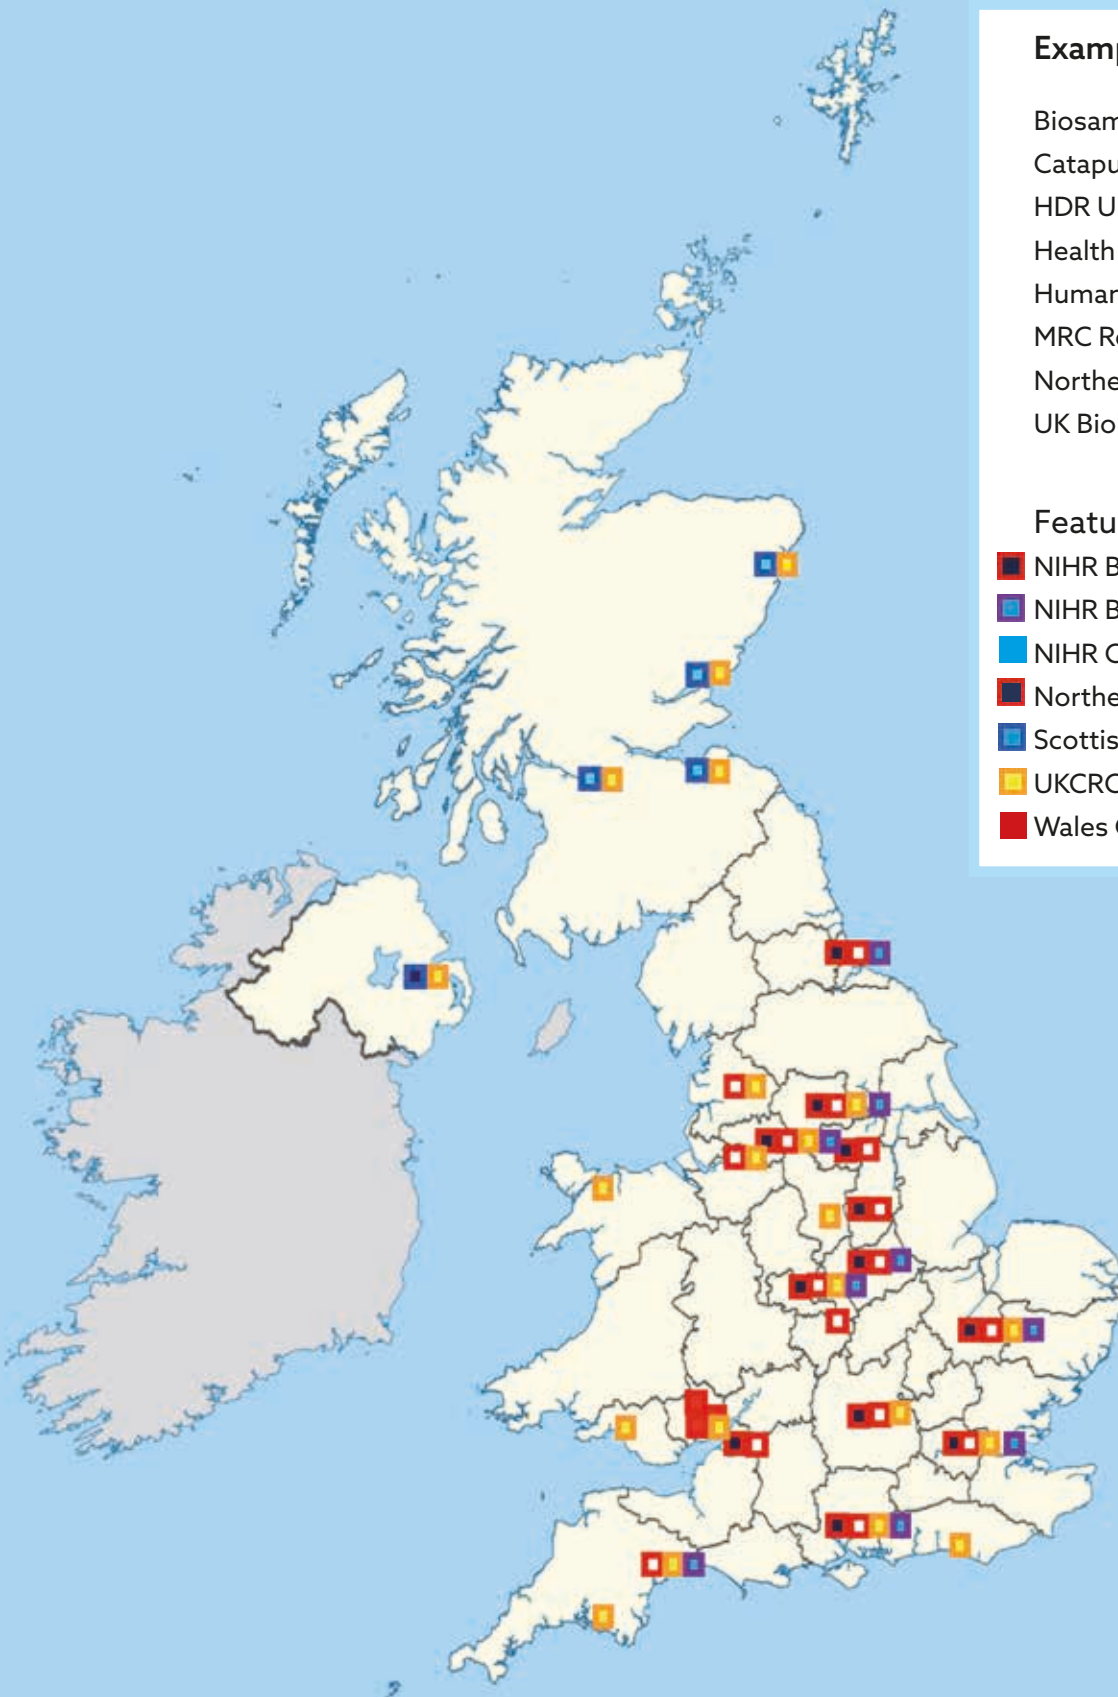 Examp
Biosam
Catapu
HDR U
Health
Human
MRC Re
Northe
UK Bio
Featu
NIHR B
NIHR B
NIHR C
Northe
Scottis
UKCRC
Wales